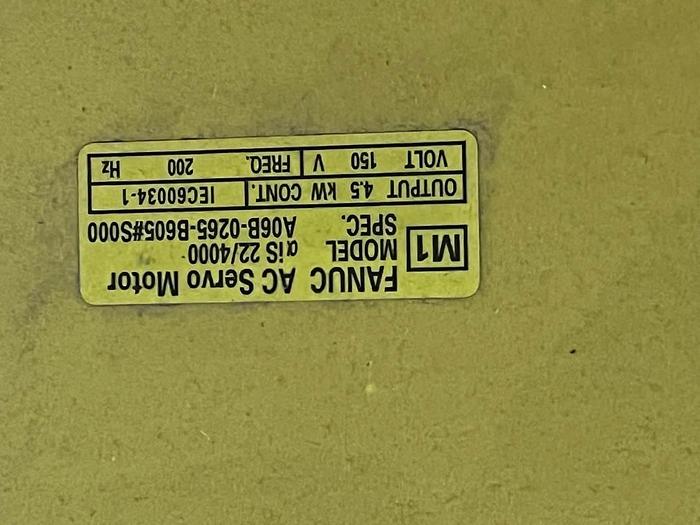 FANUC AC Servo Motor
M1 MODEL αiS 22/4000
SPEC. A06B-0265-B605#S000
OUTPUT 4.5 kW CONT. IEC60034-1
VOLT 150 V FREQ. 200 Hz